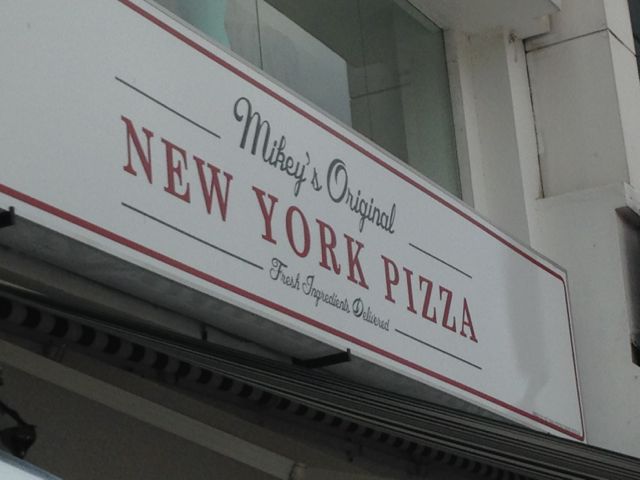 Mikey's Original
NEW YORK PIZZA
Fresh Ingredients Delivered